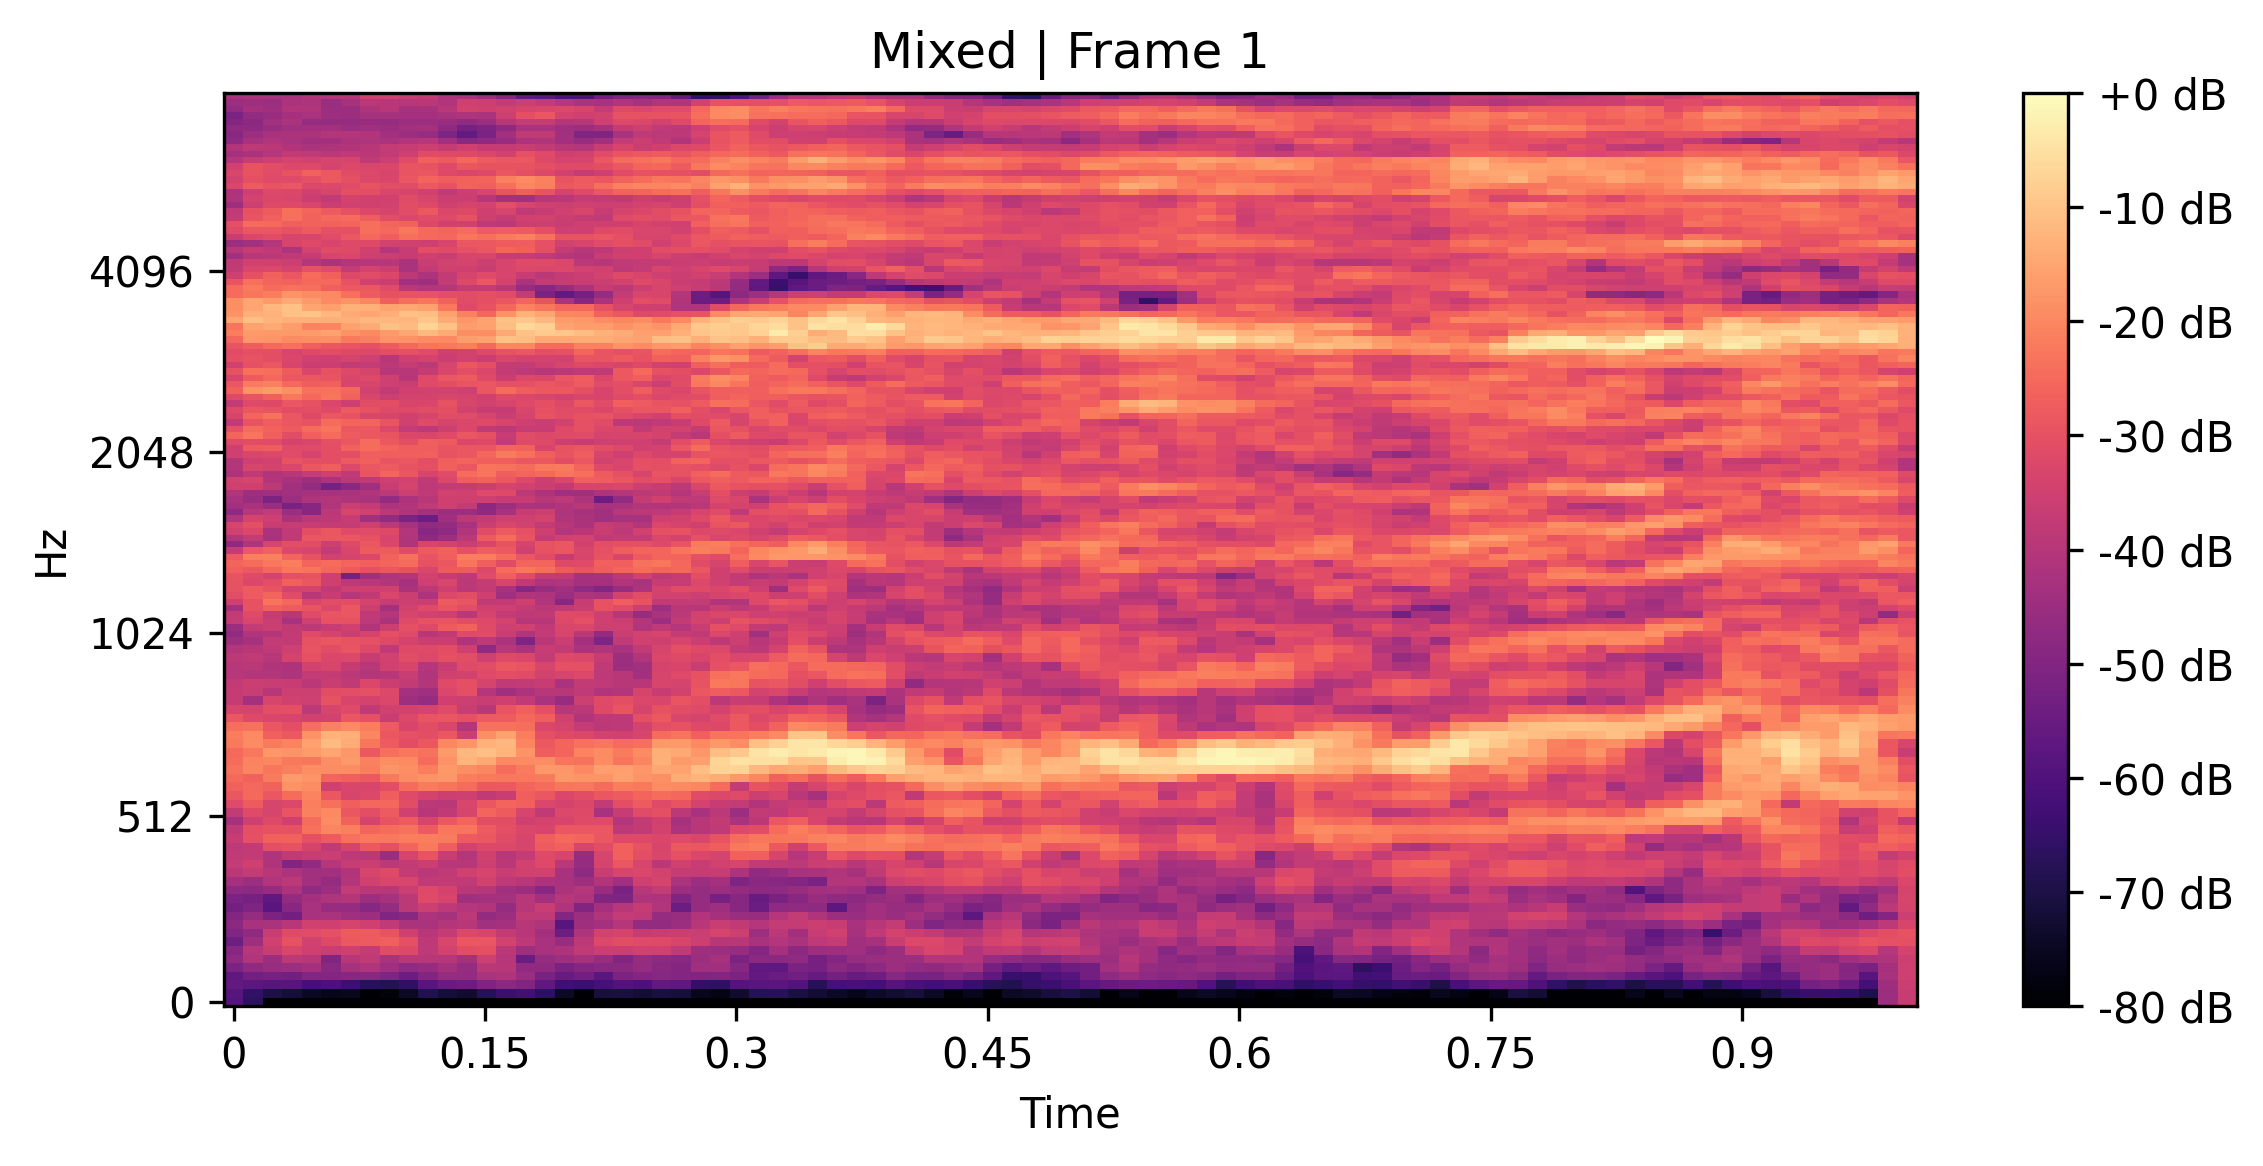 Mixed | Frame 1
+0 dB
-10 dB
-20 dB
-30 dB
-40 dB
-50 dB
-60 dB
-70 dB
-80 dB
Hz
4096
2048
1024
512
0
0 0.15 0.3 0.45 0.6 0.75 0.9
Time